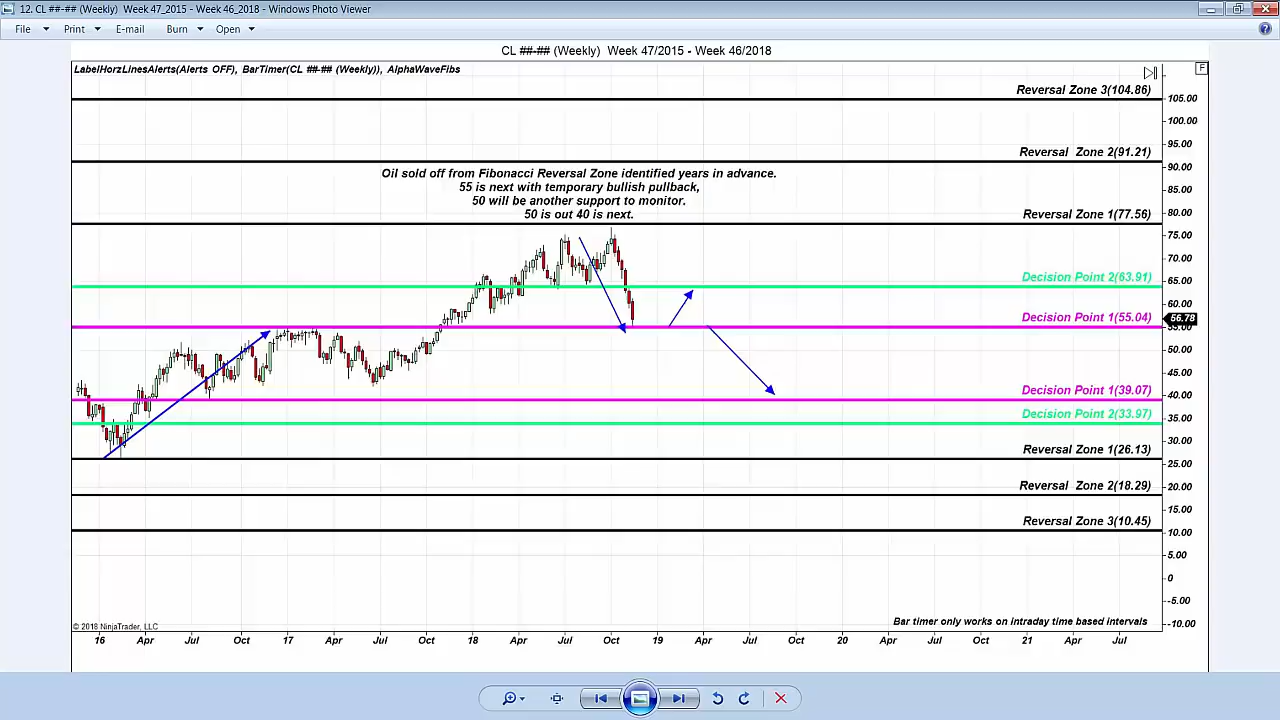 12. CL ##-## (Weekly)  Week 47_2015 - Week 46_2018 - Windows Photo Viewer
File Print E-mail Burn Open
CL ##-## (Weekly)  Week 47/2015 - Week 46/2018
LabelHorzLinesAlerts(Alerts OFF), BarTimer(CL ##-## (Weekly)), AlphaWaveFibs
F
Reversal Zone 3(104.86)
105.00
100.00
95.00
Reversal  Zone 2(91.21)
90.00
Oil sold off from Fibonacci Reversal Zone identified years in advance.
55 is next with temporary bullish pullback,
50 will be another support to monitor.
50 is out 40 is next.
85.00
80.00
Reversal Zone 1(77.56)
75.00
70.00
Decision Point 2(63.91)
65.00
60.00
Decision Point 1(55.04)
56.78
55.00
50.00
45.00
Decision Point 1(39.07)
40.00
Decision Point 2(33.97)
35.00
30.00
Reversal Zone 1(26.13)
25.00
Reversal  Zone 2(18.29)
20.00
15.00
Reversal Zone 3(10.45)
10.00
5.00
0
-5.00
-10.00
© 2018 NinjaTrader, LLC
Bar timer only works on intraday time based intervals
16 Apr Jul Oct 17 Apr Jul Oct 18 Apr Jul Oct 19 Apr Jul Oct 20 Apr Jul Oct 21 Apr Jul